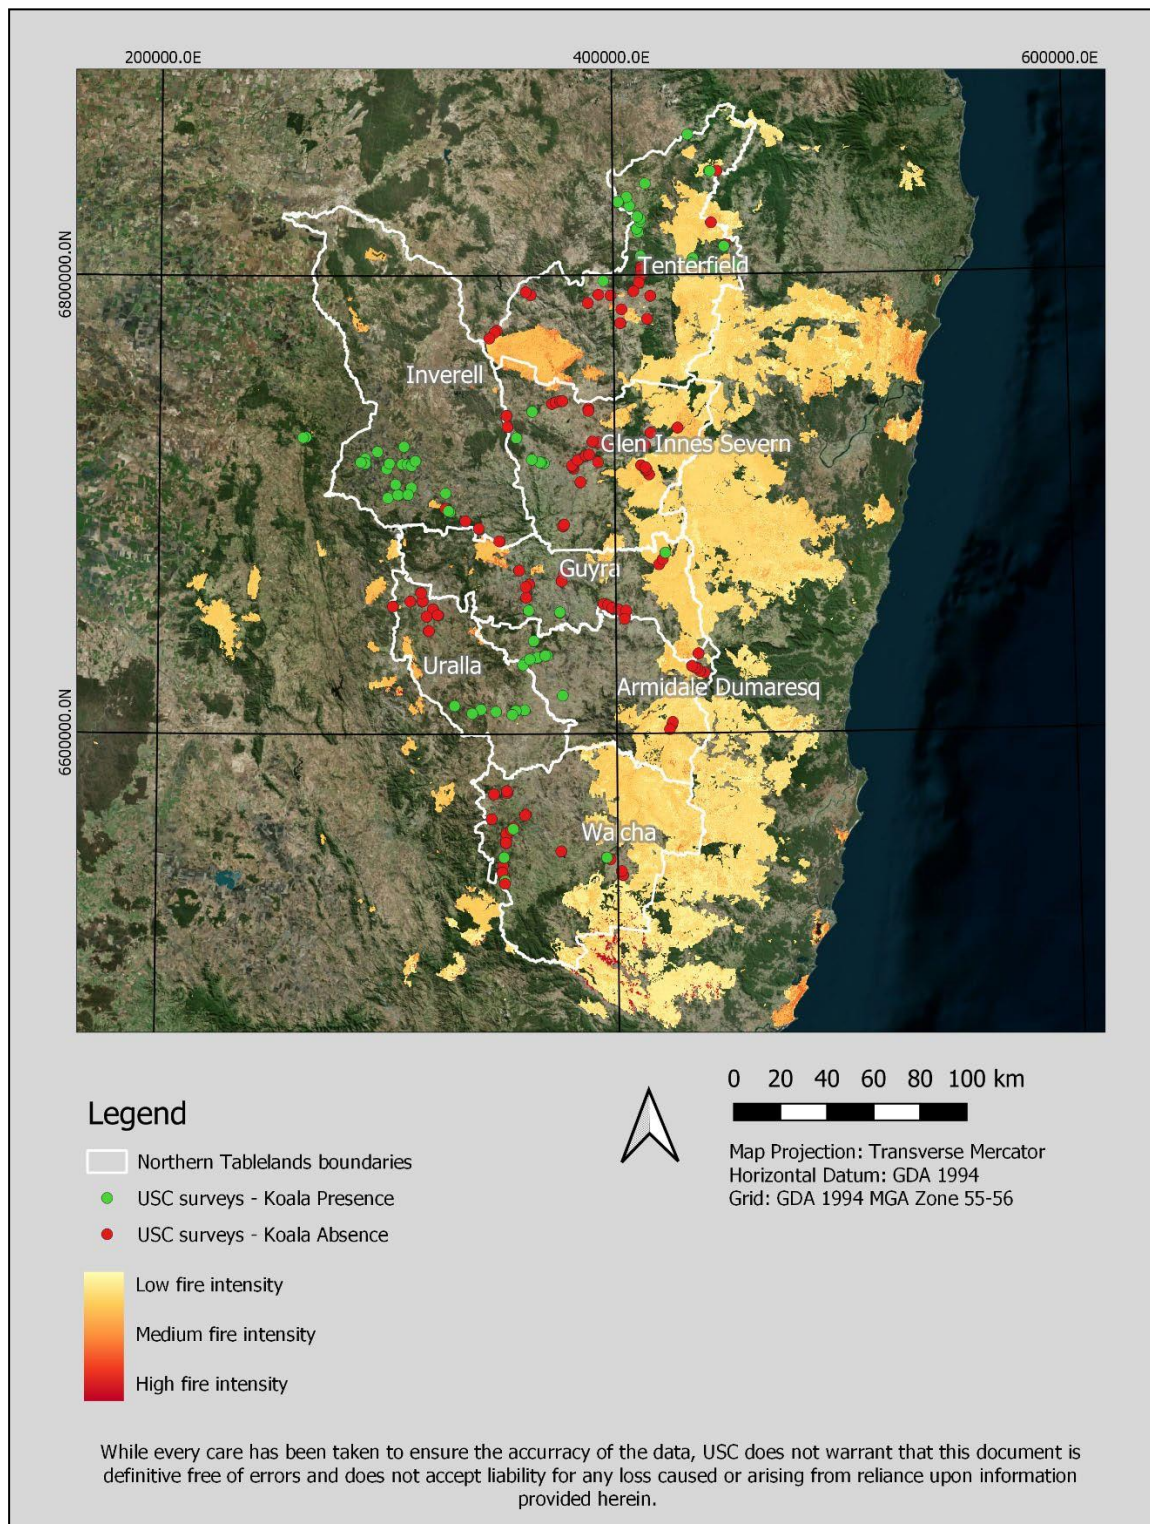 200000.0E 400000.0E 600000.0E
6800000.0N
6600000.0N
Tenterfield
Inverell
Glen Innes Severn
Guyra
Uralla
Armidale Dumaresq
Walcha
0 20 40 60 80 100 km
Legend
Northern Tablelands boundaries
USC surveys - Koala Presence
USC surveys - Koala Absence
Low fire intensity
Medium fire intensity
High fire intensity
Map Projection: Transverse Mercator
Horizontal Datum: GDA 1994
Grid: GDA 1994 MGA Zone 55-56
While every care has been taken to ensure the accurracy of the data, USC does not warrant that this document is
definitive free of errors and does not accept liability for any loss caused or arising from reliance upon information
provided herein.